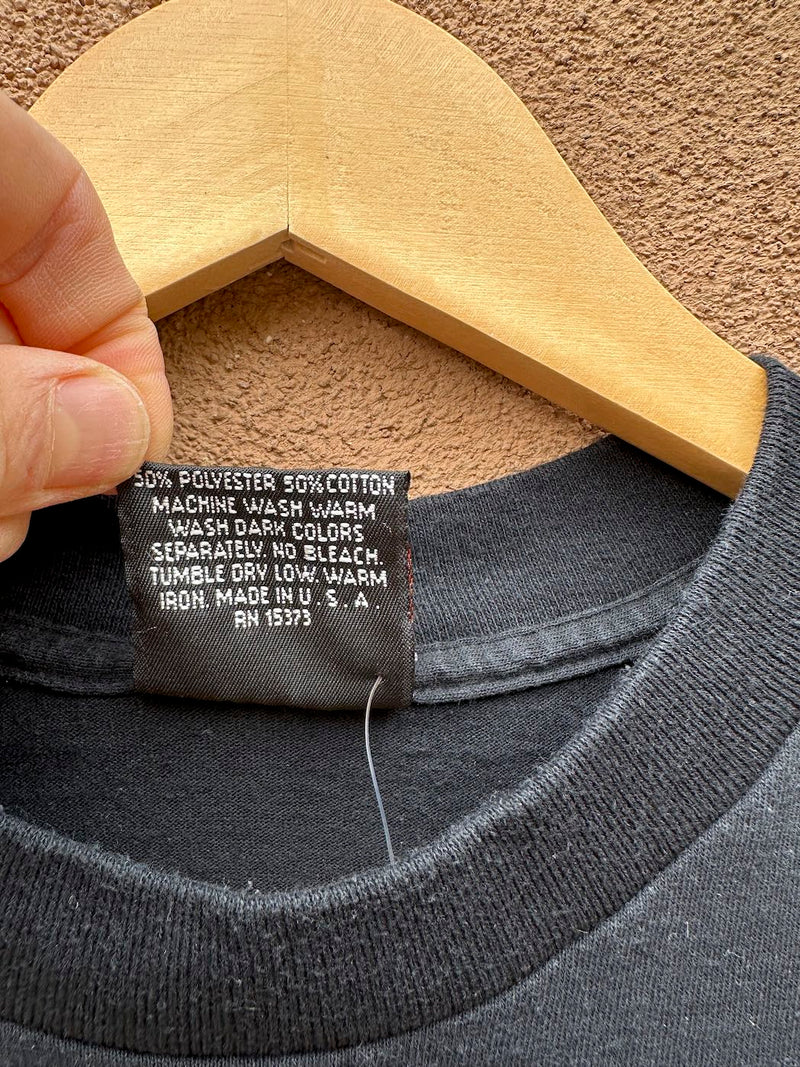 50% POLYESTER 50% COTTON
MACHINE WASH WARM
WASH DARK COLORS
SEPARATELY. NO BLEACH.
TUMBLE DRY LOW. WARM
IRON. MADE IN U.S.A.
RN 15373